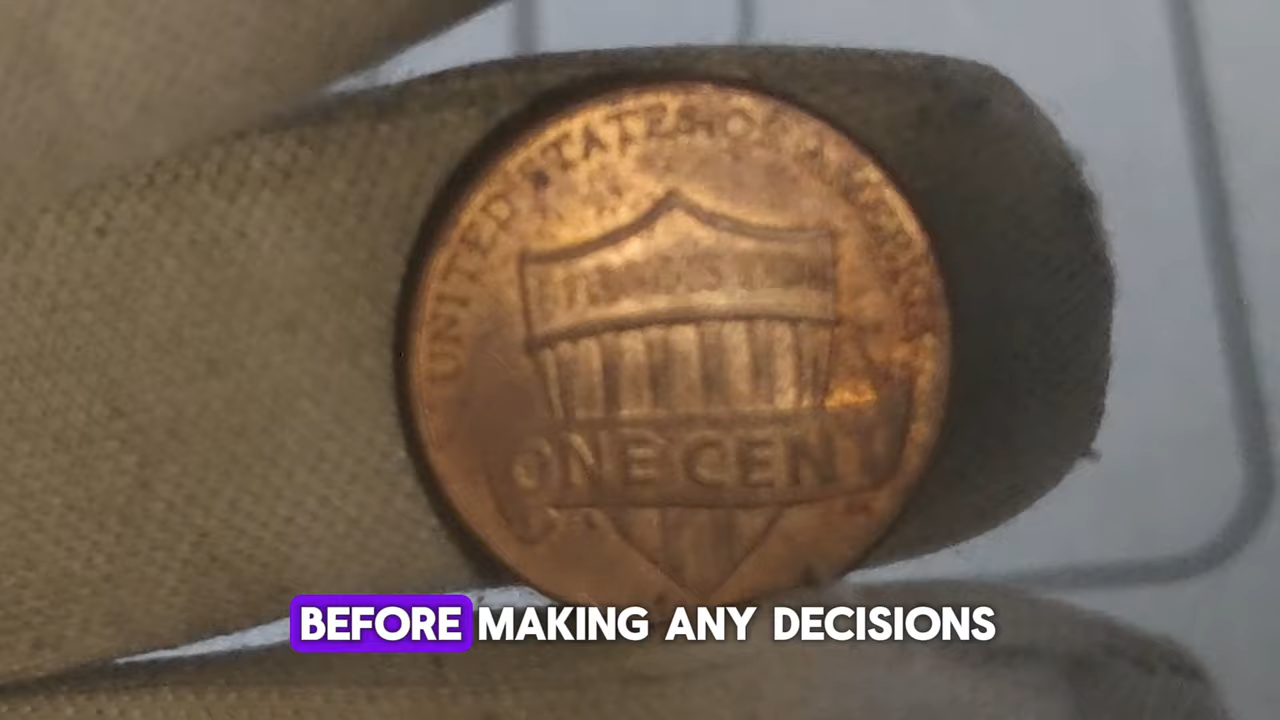 UNITED STATES OF AMERICA
ONE CENT
BEFORE MAKING ANY DECISIONS